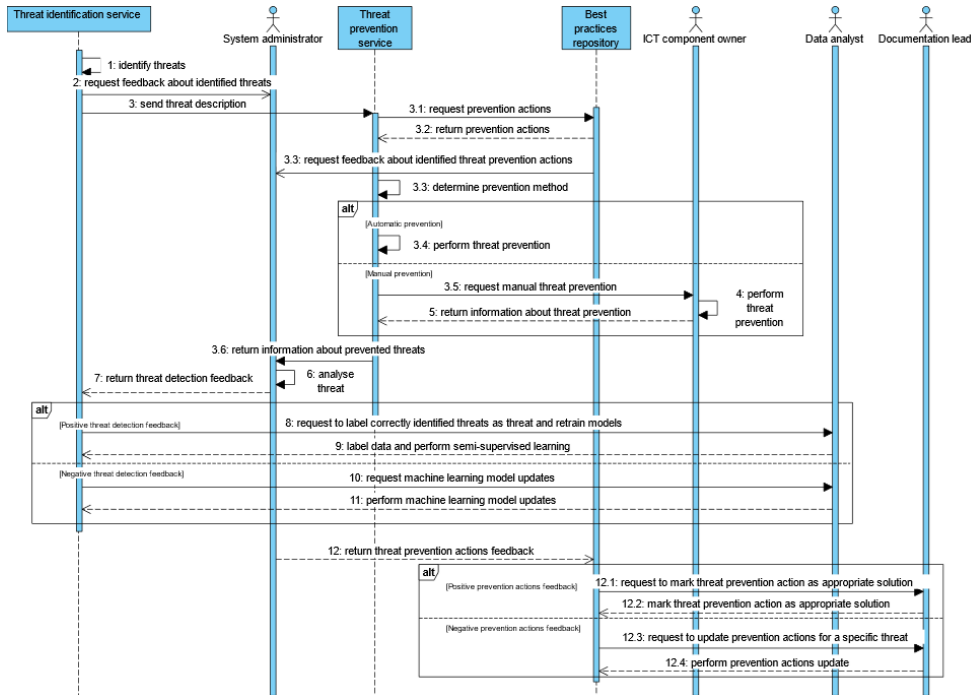 Threat identification service
System administrator
Threat
prevention
service
Best
practices
repository
ICT component owner
Data analyst
Documentation lead
1: identify threats
2: request feedback about identified threats
3: send threat description
3.1: request prevention actions
3.2: return prevention actions
3.3: request feedback about identified threat prevention actions
3.3: determine prevention method
alt
[Automatic prevention]
3.4: perform threat prevention
[Manual prevention]
3.5: request manual threat prevention
4: perform
threat
prevention
5: return information about threat prevention
3.6: return information about prevented threats
6: analyse
threat
7: return threat detection feedback
alt
[Positive threat detection feedback]
8: request to label correctly identified threats as threat and retrain models
9: label data and perform semi-supervised learning
[Negative threat detection feedback]
10: request machine learning model updates
11: perform machine learning model updates
12: return threat prevention actions feedback
alt
[Positive prevention actions feedback]
12.1: request to mark threat prevention action as appropriate solution
12.2: mark threat prevention action as appropriate solution
[Negative prevention actions feedback]
12.3: request to update prevention actions for a specific threat
12.4: perform prevention actions update